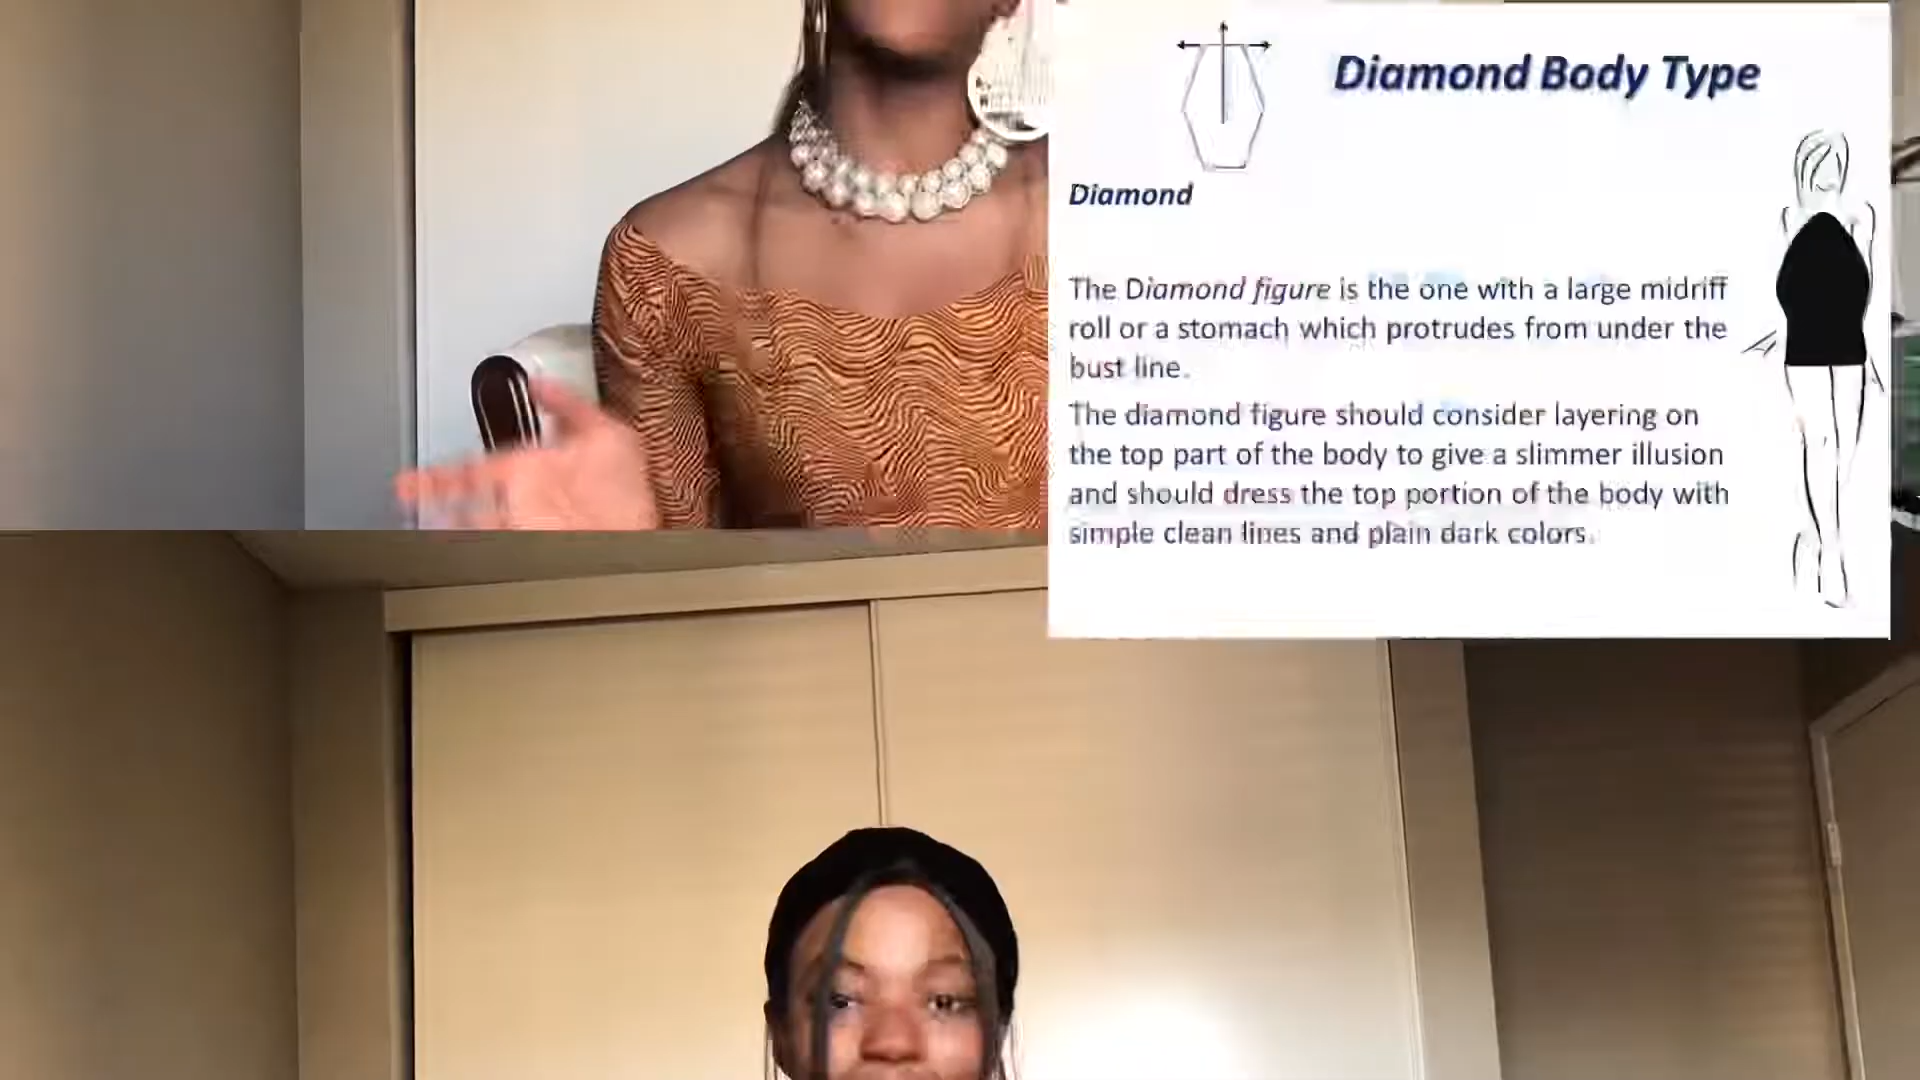 Diamond Body Type
Diamond
The Diamond figure is the one with a large midriff
roll or a stomach which protrudes from under the
bust line.
The diamond figure should consider layering on
the top part of the body to give a slimmer illusion
and should dress the top portion of the body with
simple clean lines and plain dark colors.